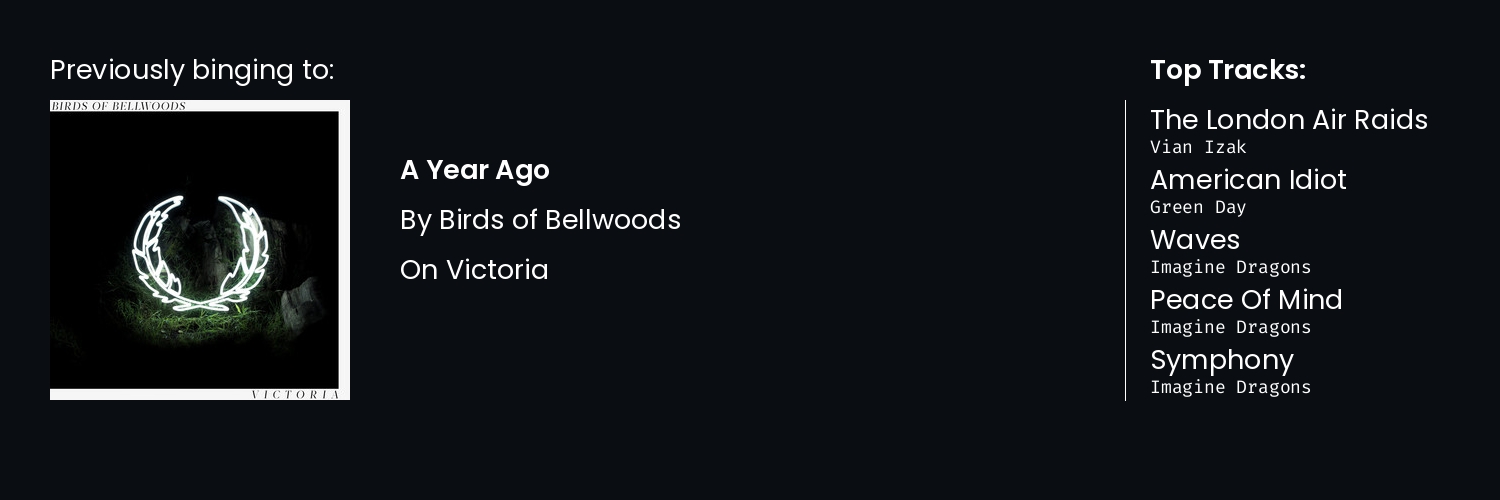 Previously binging to:
BIRDS OF BELLWOODS
VICTORIA
A Year Ago
By Birds of Bellwoods
On Victoria
Top Tracks:
The London Air Raids
Vian Izak
American Idiot
Green Day
Waves
Imagine Dragons
Peace Of Mind
Imagine Dragons
Symphony
Imagine Dragons